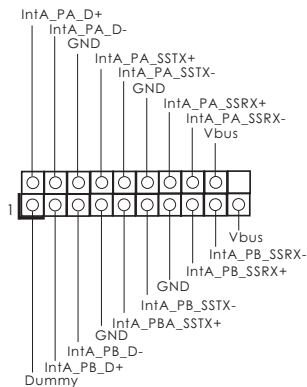 IntA_PA_D+
IntA_PA_D-
GND
IntA_PA_SSTX+
IntA_PA_SSTX-
GND
IntA_PA_SSRX+
IntA_PA_SSRX-
Vbus
1
Vbus
IntA_PB_SSRX-
IntA_PB_SSRX+
GND
IntA_PB_SSTX-
IntA_PBA_SSTX+
GND
IntA_PB_D-
IntA_PB_D+
Dummy